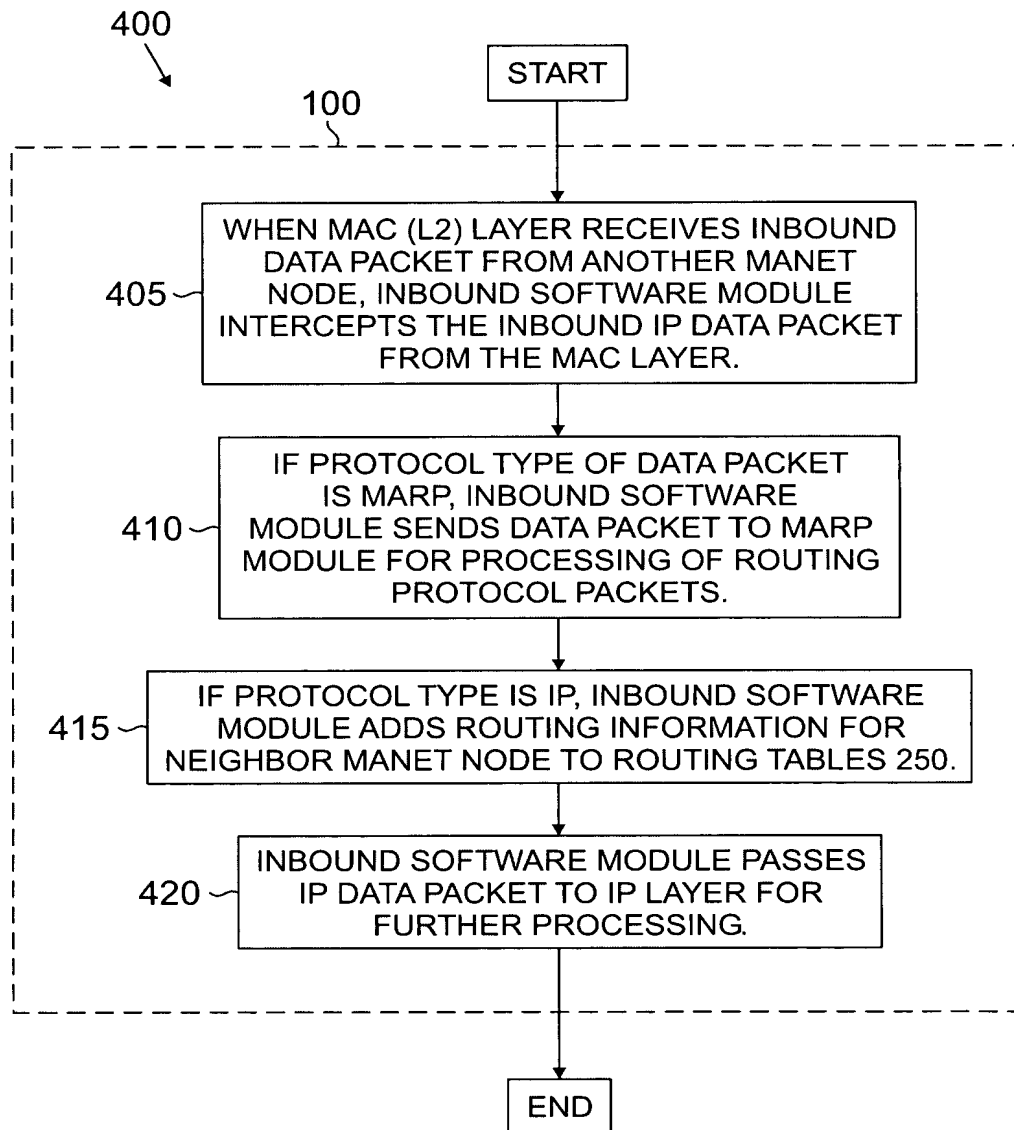 400
START
100
405
WHEN MAC (L2) LAYER RECEIVES INBOUND
DATA PACKET FROM ANOTHER MANET
NODE, INBOUND SOFTWARE MODULE
INTERCEPTS THE INBOUND IP DATA PACKET
FROM THE MAC LAYER.
410
IF PROTOCOL TYPE OF DATA PACKET
IS MARP, INBOUND SOFTWARE
MODULE SENDS DATA PACKET TO MARP
MODULE FOR PROCESSING OF ROUTING
PROTOCOL PACKETS.
415
IF PROTOCOL TYPE IS IP, INBOUND SOFTWARE
MODULE ADDS ROUTING INFORMATION FOR
NEIGHBOR MANET NODE TO ROUTING TABLES 250.
420
INBOUND SOFTWARE MODULE PASSES
IP DATA PACKET TO IP LAYER FOR
FURTHER PROCESSING.
END